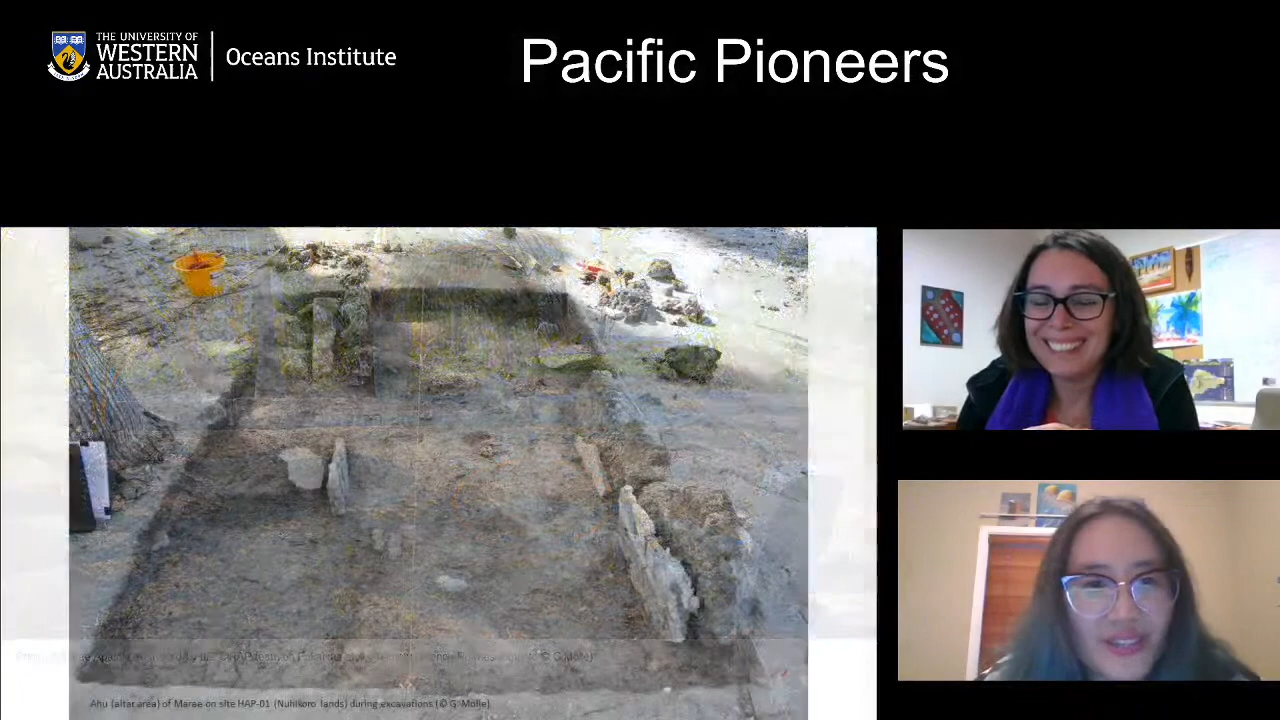 THE UNIVERSITY OF
WESTERN
AUSTRALIA
Oceans Institute
Pacific Pioneers
Ahu (altar area) of Marae on site HAP-01 (Nuhikoro lands) during excavations (© G. Molle)